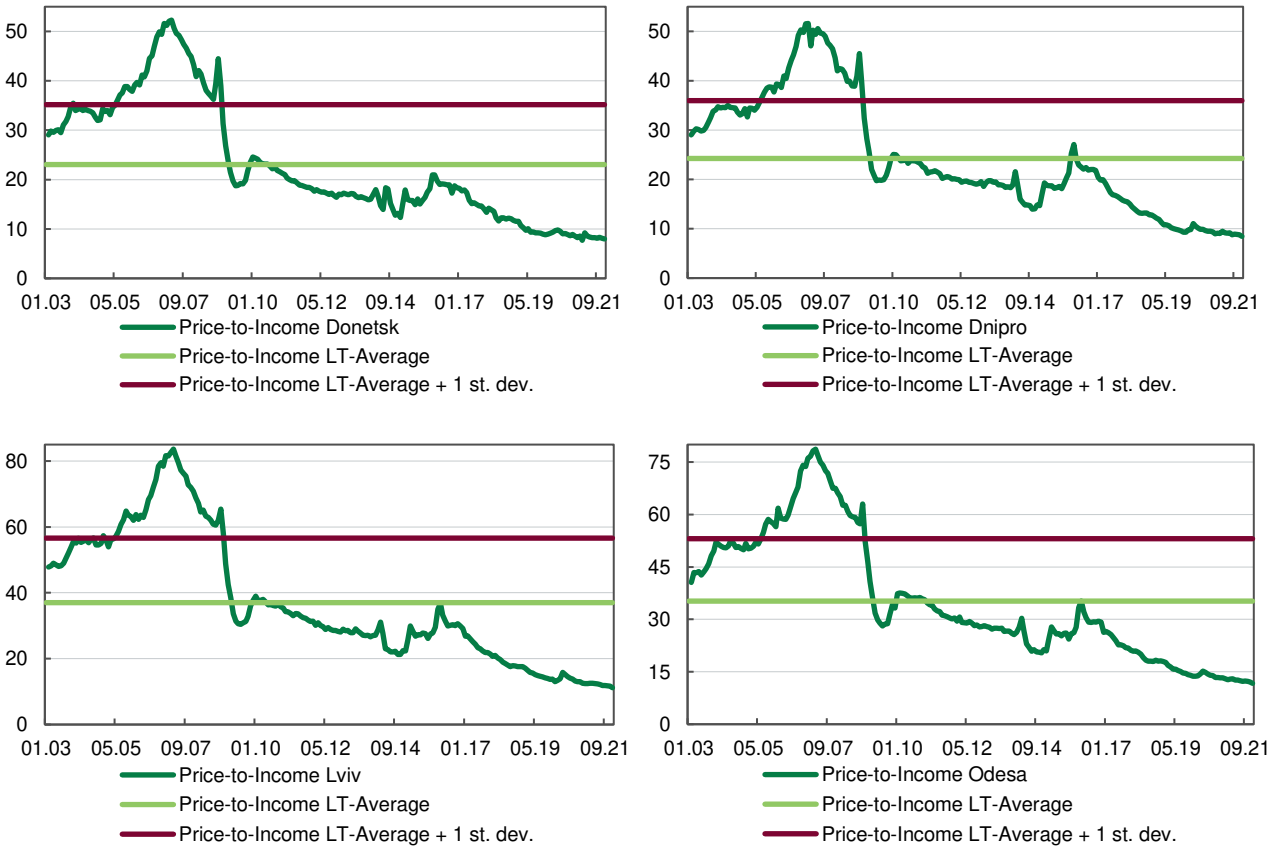 50
40
30
20
10
0
01.03 05.05 09.07 01.10 05.12 09.14 01.17 05.19 09.21
Price-to-Income Donetsk
Price-to-Income LT-Average
Price-to-Income LT-Average + 1 st. dev.
50
40
30
20
10
0
01.03 05.05 09.07 01.10 05.12 09.14 01.17 05.19 09.21
Price-to-Income Dnipro
Price-to-Income LT-Average
Price-to-Income LT-Average + 1 st. dev.
80
60
40
20
0
01.03 05.05 09.07 01.10 05.12 09.14 01.17 05.19 09.21
Price-to-Income Lviv
Price-to-Income LT-Average
Price-to-Income LT-Average + 1 st. dev.
75
60
45
30
15
0
01.03 05.05 09.07 01.10 05.12 09.14 01.17 05.19 09.21
Price-to-Income Odesa
Price-to-Income LT-Average
Price-to-Income LT-Average + 1 st. dev.